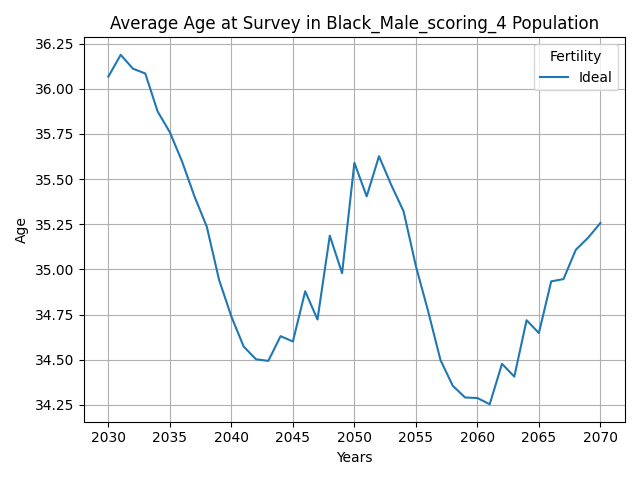 Average Age at Survey in Black_Male_scoring_4 Population
Fertility
Ideal
36.25
36.00
35.75
35.50
35.25
35.00
34.75
34.50
34.25
Age
2030 2035 2040 2045 2050 2055 2060 2065 2070
Years